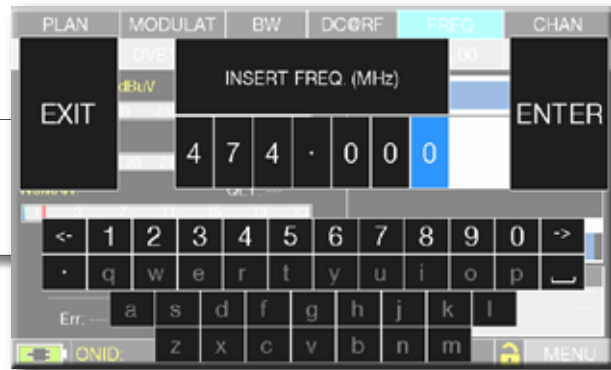 PLAN MODULAT BW DC@RF FREQ CHAN
DVB .00
EXIT
dBuV
INSERT FREQ. (MHz)
ENTER
4 7 4 · 0 0 0
<- 1 2 3 4 5 6 7 8 9 0 ->
· q w e r t y u i o p
Err: --- a s d f g h j k l
ONID: z x c v b n m MENU